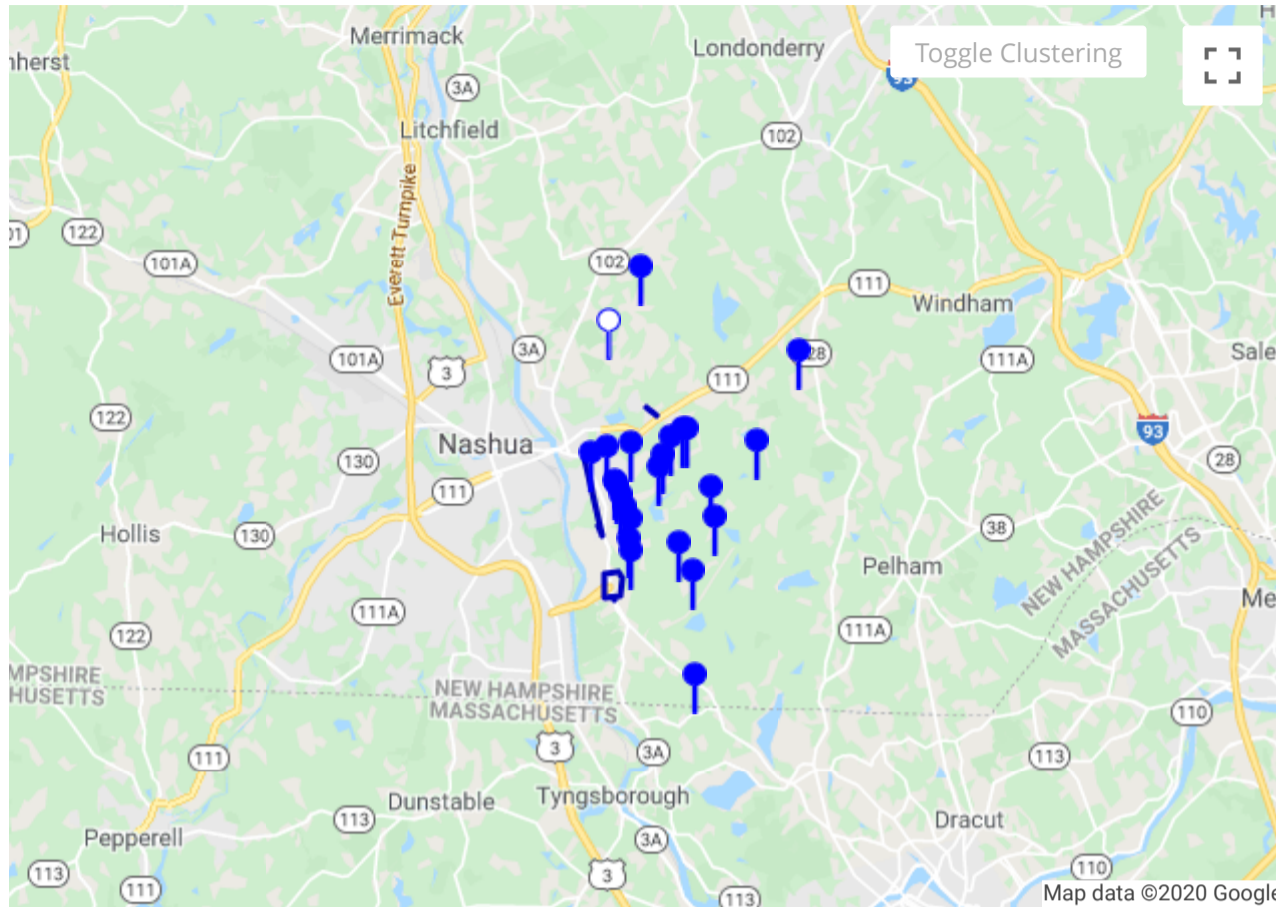 Merrimack
Londonderry
H
Toggle Clustering
nherst
93
3A
Litchfield
102
Everett Turnpike
122
01
101A
102
111
Windham
3A
101A
28
111A
Sale
3
111
122
Nashua
93
130
28
111
38
Hollis
130
NEW HAMPSHIRE
MASSACHUSETTS
Pelham
Me
111A
111A
122
MPSHIRE
HUSETTS
NEW HAMPSHIRE
MASSACHUSETTS
110
3
3A
113
111
Tyngsborough
Dunstable
113
Dracut
Pepperell
3A
113
3
110
111
113
Map data ©2020 Google